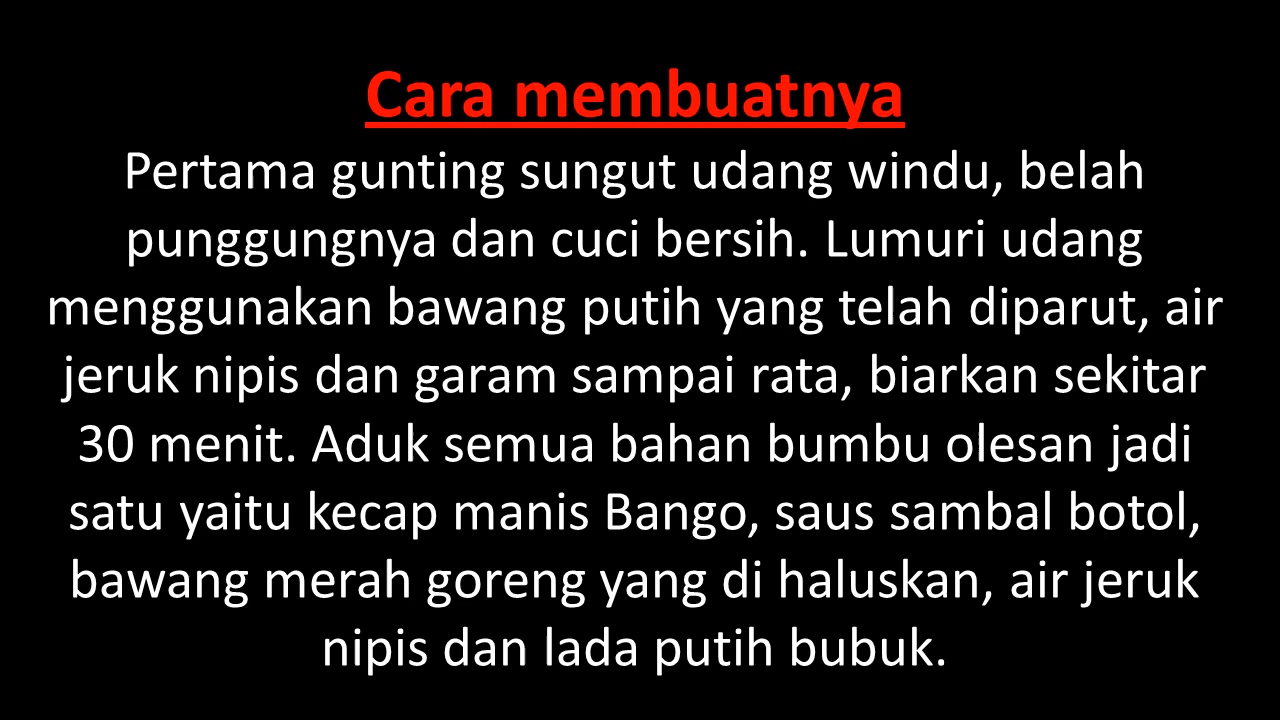 Cara membuatnya
Pertama gunting sungut udang windu, belah
punggungnya dan cuci bersih. Lumuri udang
menggunakan bawang putih yang telah diparut, air
jeruk nipis dan garam sampai rata, biarkan sekitar
30 menit. Aduk semua bahan bumbu olesan jadi
satu yaitu kecap manis Bango, saus sambal botol,
bawang merah goreng yang di haluskan, air jeruk
nipis dan lada putih bubuk.